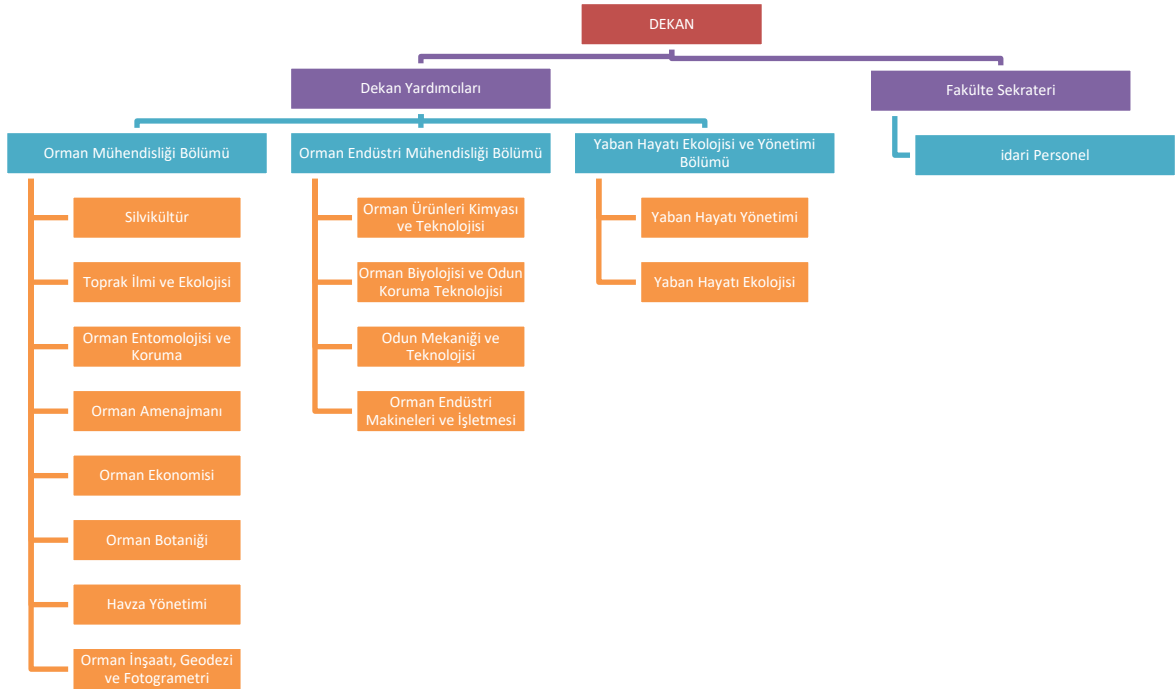 DEKAN
Dekan Yardımcıları
Fakülte Sekrateri
Orman Mühendisliği Bölümü
Orman Endüstri Mühendisliği Bölümü
Yaban Hayatı Ekolojisi ve Yönetimi
Bölümü
idari Personel
Silvikültür
Toprak İlmi ve Ekolojisi
Orman Entomolojisi ve
Koruma
Orman Amenajmanı
Orman Ekonomisi
Orman Botaniği
Havza Yönetimi
Orman İnşaatı, Geodezi
ve Fotogrametri
Orman Ürünleri Kimyası
ve Teknolojisi
Orman Biyolojisi ve Odun
Koruma Teknolojisi
Odun Mekaniği ve
Teknolojisi
Orman Endüstri
Makineleri ve İşletmesi
Yaban Hayatı Yönetimi
Yaban Hayatı Ekolojisi